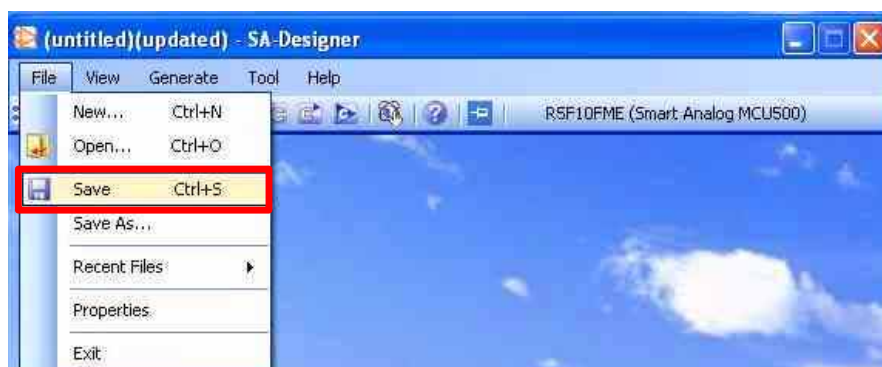 (untitled)(updated) - SA-Designer
File View Generate Tool Help
New... Ctrl+N
R5F10FME (Smart Analog MCU500)
Open... Ctrl+O
Save Ctrl+S
Save As...
Recent Files
Properties
Exit